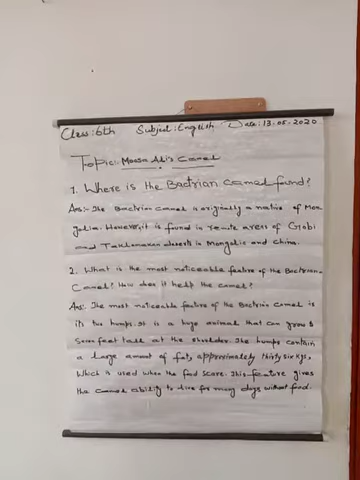 Class:6th Subject:English Date:13-05-2020
Topic:- Moosa Ali's Camel
1. Where is the Bactrian camel found?
Ans:- The Bactrian camel is originally a native of Mon
golia. However, it is found in remote areas of Gobi
and Taklamakan deserts in Mongolia and China.
2. What is the most noticeable feature of the Bactrian
Camel? How does it help the camel?
Ans:- The most noticeable feature of the Bactrian camel is
its two humps. It is a huge animal that can grow to
seven feet tall at the shoulder. The humps contain
a large amount of fat, approximately thirty six kgs,
which is used when the food scare. This feature gives
the camel ability to live for many days without food.